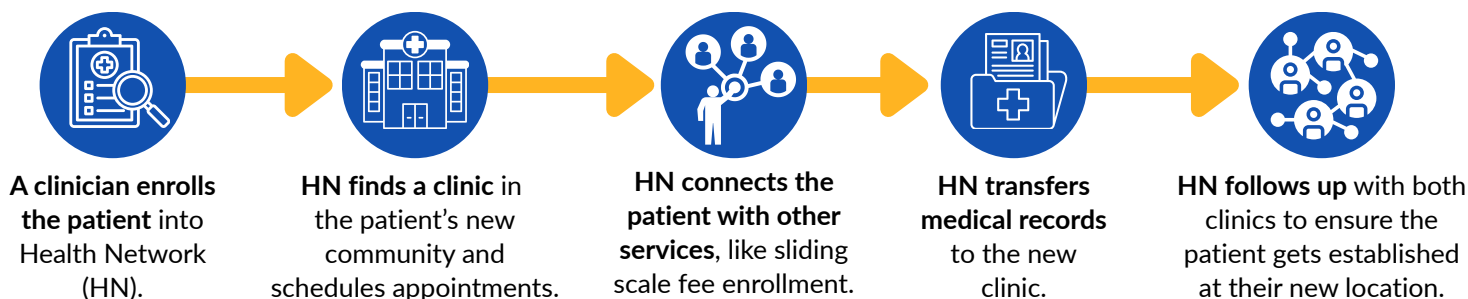 A clinician enrolls
the patient into
Health Network
(HN).
HN finds a clinic in
the patient's new
community and
schedules appointments.
HN connects the
patient with other
services, like sliding
scale fee enrollment.
HN transfers
medical records
to the new
clinic.
HN follows up with both
clinics to ensure the
patient gets established
at their new location.